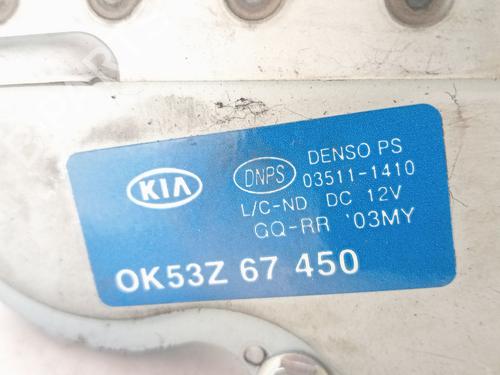 KIA
DNPS
DENSO PS
03511-1410
L/C-ND DC 12V
GQ-RR '03MY
OK53Z 67 450